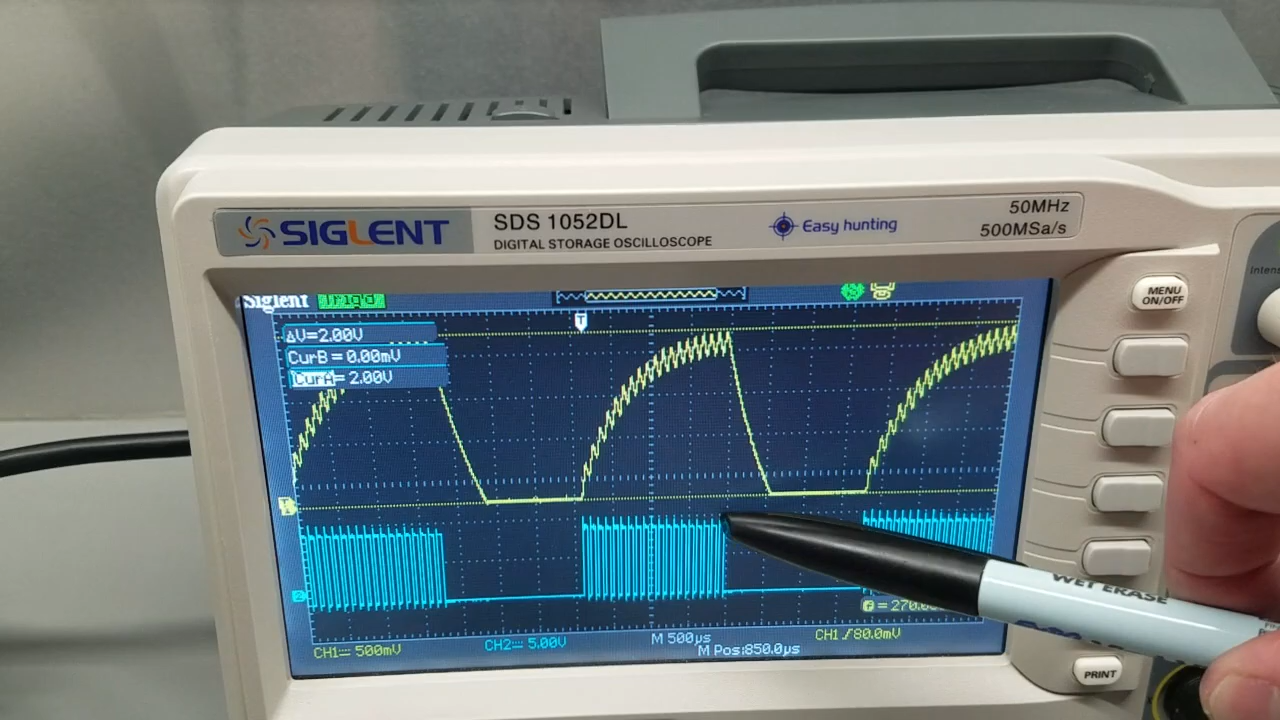 SIGLENT
SDS 1052DL
DIGITAL STORAGE OSCILLOSCOPE
Easy hunting
50MHz
500MSa/s
MENU
ON/OFF
Siglent
T
ΔV=2.00V
CurB = 0.00mV
CurA= 2.00V
2
WET ERASE
f = 270.
CH1 500mV
CH2 5.00V
M 500µs
M Pos:850.0µs
CH1 /80.0mV
PRINT